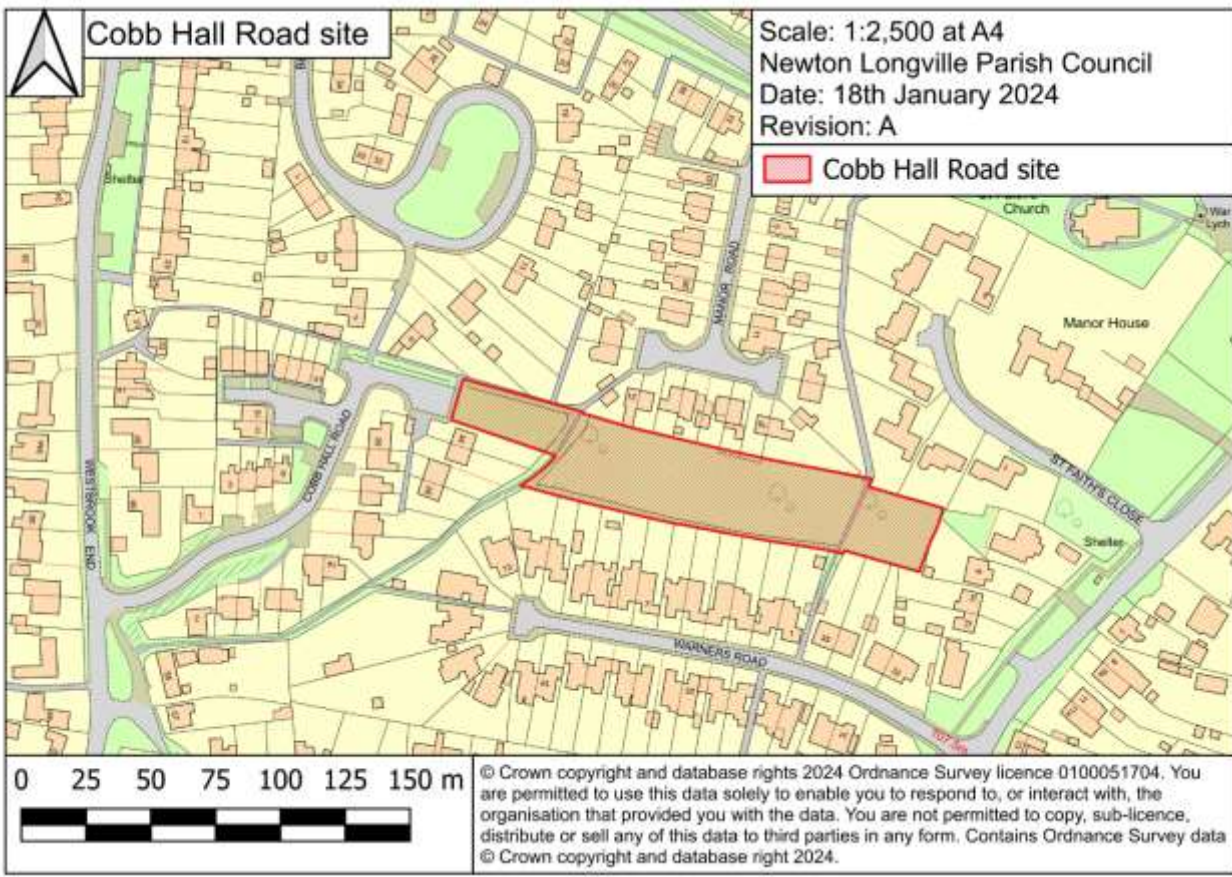 Cobb Hall Road site
Scale: 1:2,500 at A4
Newton Longville Parish Council
Date: 18th January 2024
Revision: A
Cobb Hall Road site
Church
War
Lych
Shelter
MANOR ROAD
Manor House
COBB HALL ROAD
ST FAITH'S CLOSE
WESTBROOK END
Shelter
WARNERS ROAD
0 25 50 75 100 125 150 m
© Crown copyright and database rights 2024 Ordnance Survey licence 0100051704. You
are permitted to use this data solely to enable you to respond to, or interact with, the
organisation that provided you with the data. You are not permitted to copy, sub-licence,
distribute or sell any of this data to third parties in any form. Contains Ordnance Survey data
© Crown copyright and database right 2024.